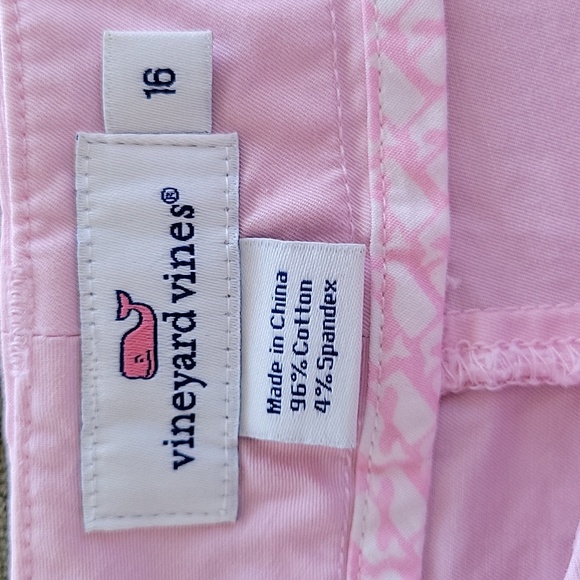 vineyard vines®
16
Made in China
96% Cotton
4% Spandex